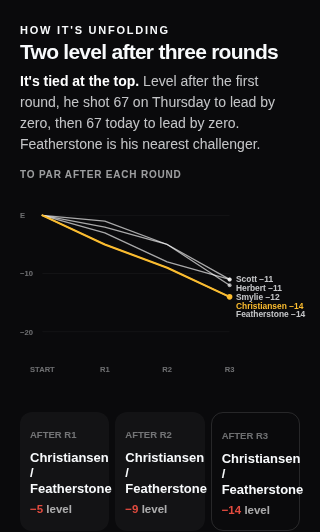 HOW IT'S UNFOLDING
Two level after three rounds
It's tied at the top. Level after the first
round, he shot 67 on Thursday to lead by
zero, then 67 today to lead by zero.
Featherstone is his nearest challenger.
TO PAR AFTER EACH ROUND
E
−10
−20
Scott −11
Herbert −11
Smylie −12
Christiansen −14
Featherstone −14
START R1 R2 R3
AFTER R1
Christiansen
/
Featherstone
−5 level
AFTER R2
Christiansen
/
Featherstone
−9 level
AFTER R3
Christiansen
/
Featherstone
−14 level